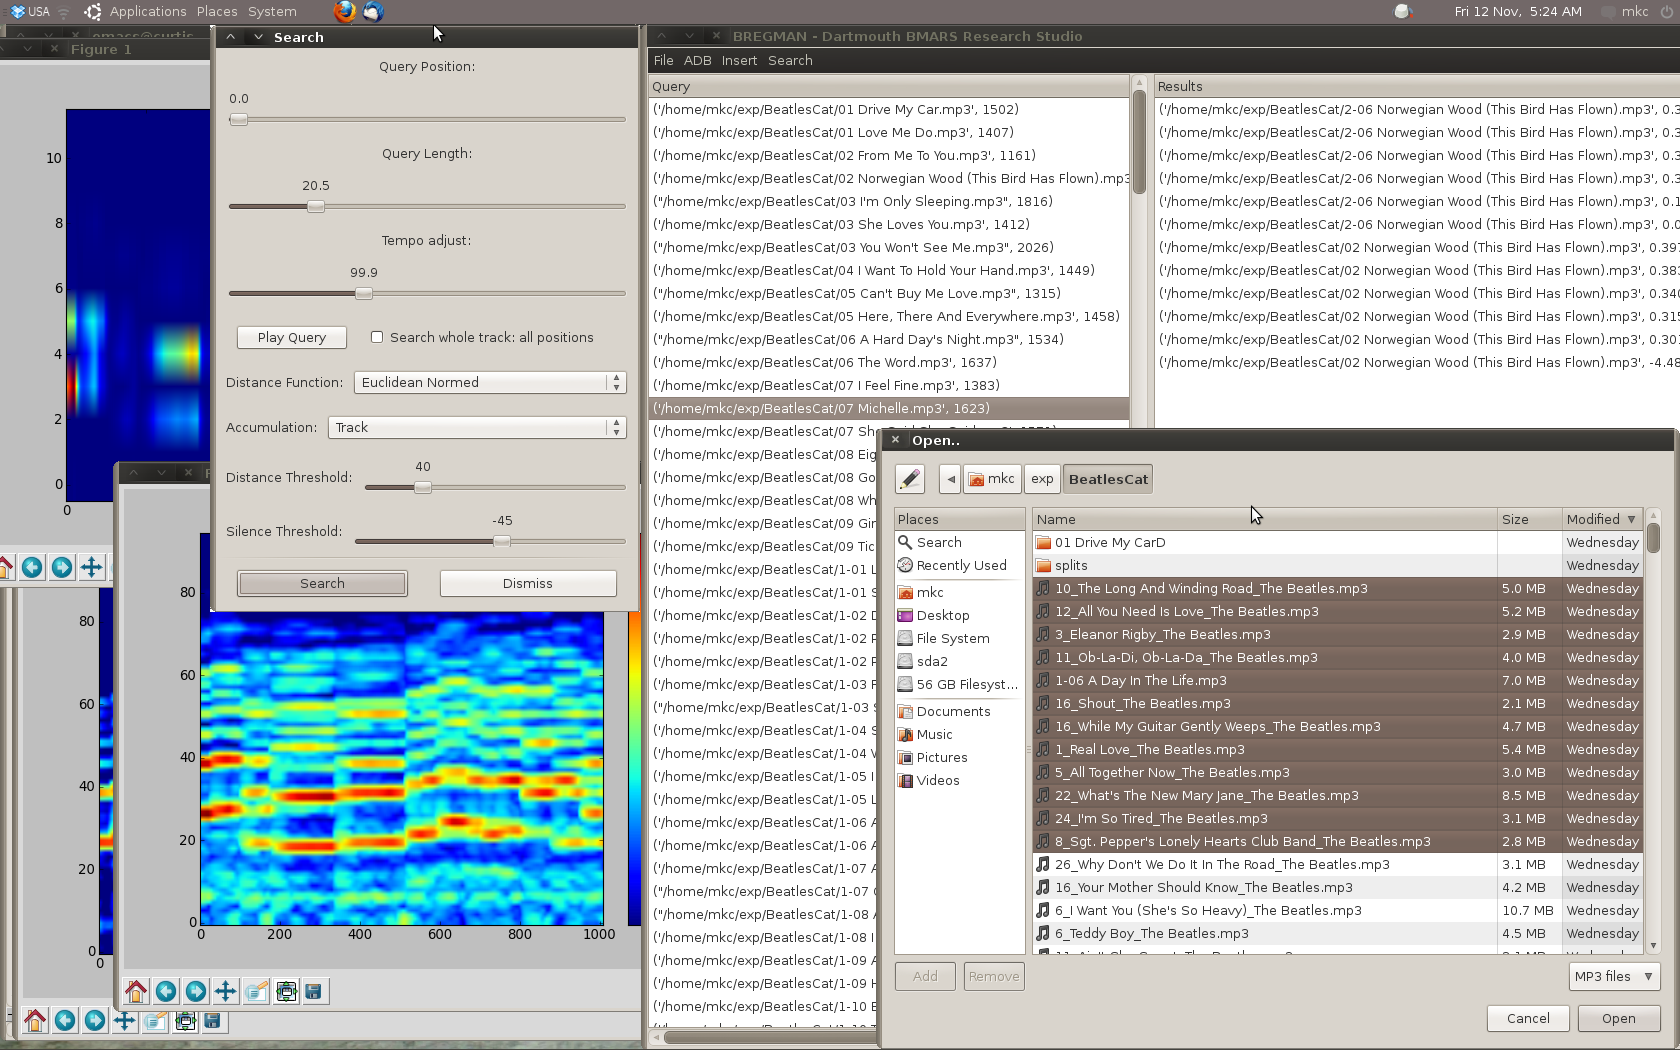 USA Applications Places System Fri 12 Nov, 5:24 AM mkc
emacs@curtis
Figure 1
10
8
6
4
2
0
0
Search
Query Position:
0.0
Query Length:
20.5
Tempo adjust:
99.9
Play Query Search whole track: all positions
Distance Function: Euclidean Normed
Accumulation: Track
Distance Threshold: 40
Silence Threshold: -45
Search Dismiss
80
60
40
20
0
0
80
60
40
20
0
0 200 400 600 800 1000
BREGMAN - Dartmouth BMARS Research Studio
File ADB Insert Search
Query
('/home/mkc/exp/BeatlesCat/01 Drive My Car.mp3', 1502)
('/home/mkc/exp/BeatlesCat/01 Love Me Do.mp3', 1407)
('/home/mkc/exp/BeatlesCat/02 From Me To You.mp3', 1161)
('/home/mkc/exp/BeatlesCat/02 Norwegian Wood (This Bird Has Flown).mp3
("/home/mkc/exp/BeatlesCat/03 I'm Only Sleeping.mp3", 1816)
('/home/mkc/exp/BeatlesCat/03 She Loves You.mp3', 1412)
("/home/mkc/exp/BeatlesCat/03 You Won't See Me.mp3", 2026)
('/home/mkc/exp/BeatlesCat/04 I Want To Hold Your Hand.mp3', 1449)
("/home/mkc/exp/BeatlesCat/05 Can't Buy Me Love.mp3", 1315)
('/home/mkc/exp/BeatlesCat/05 Here, There And Everywhere.mp3', 1458)
("/home/mkc/exp/BeatlesCat/06 A Hard Day's Night.mp3", 1534)
('/home/mkc/exp/BeatlesCat/06 The Word.mp3', 1637)
('/home/mkc/exp/BeatlesCat/07 I Feel Fine.mp3', 1383)
('/home/mkc/exp/BeatlesCat/07 Michelle.mp3', 1623)
('/home/mkc/exp/BeatlesCat/07 She
('/home/mkc/exp/BeatlesCat/08 Eig
('/home/mkc/exp/BeatlesCat/08 Go
('/home/mkc/exp/BeatlesCat/08 Wh
('/home/mkc/exp/BeatlesCat/09 Gir
('/home/mkc/exp/BeatlesCat/09 Tic
('/home/mkc/exp/BeatlesCat/1-01 L
('/home/mkc/exp/BeatlesCat/1-01 S
('/home/mkc/exp/BeatlesCat/1-02 D
('/home/mkc/exp/BeatlesCat/1-02 P
('/home/mkc/exp/BeatlesCat/1-02 P
('/home/mkc/exp/BeatlesCat/1-03 F
("/home/mkc/exp/BeatlesCat/1-03 S
('/home/mkc/exp/BeatlesCat/1-04 S
('/home/mkc/exp/BeatlesCat/1-04 W
('/home/mkc/exp/BeatlesCat/1-05 I
('/home/mkc/exp/BeatlesCat/1-05 L
('/home/mkc/exp/BeatlesCat/1-06 A
('/home/mkc/exp/BeatlesCat/1-06 A
('/home/mkc/exp/BeatlesCat/1-07 A
("/home/mkc/exp/BeatlesCat/1-07 C
("/home/mkc/exp/BeatlesCat/1-08 A
('/home/mkc/exp/BeatlesCat/1-08 I
('/home/mkc/exp/BeatlesCat/1-09 A
('/home/mkc/exp/BeatlesCat/1-09 H
('/home/mkc/exp/BeatlesCat/1-10 E
Results
('/home/mkc/exp/BeatlesCat/2-06 Norwegian Wood (This Bird Has Flown).mp3', 0.3
('/home/mkc/exp/BeatlesCat/2-06 Norwegian Wood (This Bird Has Flown).mp3', 0.3
('/home/mkc/exp/BeatlesCat/2-06 Norwegian Wood (This Bird Has Flown).mp3', 0.3
('/home/mkc/exp/BeatlesCat/2-06 Norwegian Wood (This Bird Has Flown).mp3', 0.3
('/home/mkc/exp/BeatlesCat/2-06 Norwegian Wood (This Bird Has Flown).mp3', 0.1
('/home/mkc/exp/BeatlesCat/2-06 Norwegian Wood (This Bird Has Flown).mp3', 0.0
('/home/mkc/exp/BeatlesCat/02 Norwegian Wood (This Bird Has Flown).mp3', 0.39
('/home/mkc/exp/BeatlesCat/02 Norwegian Wood (This Bird Has Flown).mp3', 0.38
('/home/mkc/exp/BeatlesCat/02 Norwegian Wood (This Bird Has Flown).mp3', 0.340
('/home/mkc/exp/BeatlesCat/02 Norwegian Wood (This Bird Has Flown).mp3', 0.315
('/home/mkc/exp/BeatlesCat/02 Norwegian Wood (This Bird Has Flown).mp3', 0.30
('/home/mkc/exp/BeatlesCat/02 Norwegian Wood (This Bird Has Flown).mp3', -4.48
Open..
mkc exp BeatlesCat
Places
Search
Recently Used
mkc
Desktop
File System
sda2
56 GB Filesyst...
Documents
Music
Pictures
Videos
Add Remove
Name Size Modified
01 Drive My CarD Wednesday
splits Wednesday
10_The Long And Winding Road_The Beatles.mp3 5.0 MB Wednesday
12_All You Need Is Love_The Beatles.mp3 5.2 MB Wednesday
3_Eleanor Rigby_The Beatles.mp3 2.9 MB Wednesday
11_Ob-La-Di, Ob-La-Da_The Beatles.mp3 4.0 MB Wednesday
1-06 A Day In The Life.mp3 7.0 MB Wednesday
16_Shout_The Beatles.mp3 2.1 MB Wednesday
16_While My Guitar Gently Weeps_The Beatles.mp3 4.7 MB Wednesday
1_Real Love_The Beatles.mp3 5.4 MB Wednesday
5_All Together Now_The Beatles.mp3 3.0 MB Wednesday
22_What's The New Mary Jane_The Beatles.mp3 8.5 MB Wednesday
24_I'm So Tired_The Beatles.mp3 3.1 MB Wednesday
8_Sgt. Pepper's Lonely Hearts Club Band_The Beatles.mp3 2.8 MB Wednesday
26_Why Don't We Do It In The Road_The Beatles.mp3 3.1 MB Wednesday
16_Your Mother Should Know_The Beatles.mp3 4.2 MB Wednesday
6_I Want You (She's So Heavy)_The Beatles.mp3 10.7 MB Wednesday
6_Teddy Boy_The Beatles.mp3 4.5 MB Wednesday
MP3 files
Cancel Open